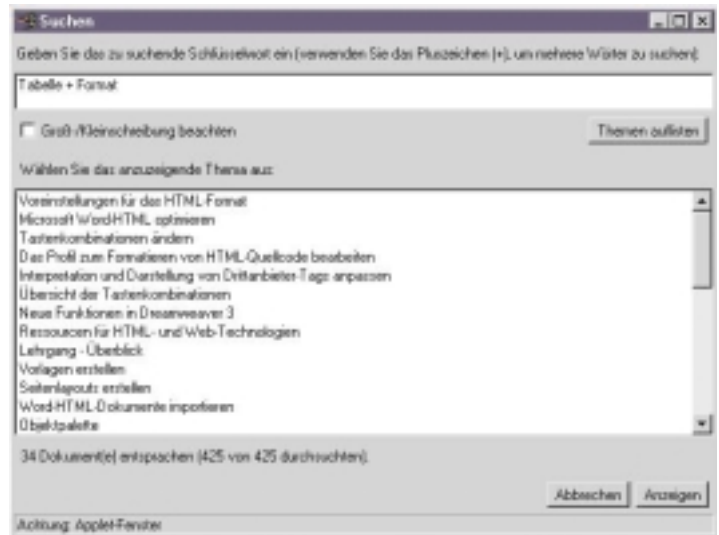 Suchen
Geben Sie das zu suchende Schlüsselwort ein (verwenden Sie das Pluszeichen (+), um mehrere Wörter zu suchen):
Tabelle + Format
Groß-/Kleinschreibung beachten
Themen auflisten
Wählen Sie das anzuzeigende Thema aus:
Voreinstellungen für das HTML-Format
Microsoft Word-HTML optimieren
Tastenkombinationen ändern
Das Profil zum Formatieren von HTML-Quellcode bearbeiten
Interpretation und Darstellung von Drittanbieter-Tags anpassen
Übersicht der Tastenkombinationen
Neue Funktionen in Dreamweaver 3
Ressourcen für HTML- und Web-Technologien
Lehrgang - Überblick
Vorlagen erstellen
Seitenlayouts erstellen
Word-HTML-Dokumente importieren
Objektpalette
34 Dokument(e) entsprachen (425 von 425 durchsuchten).
Abbrechen Anzeigen
Achtung: Applet-Fenster